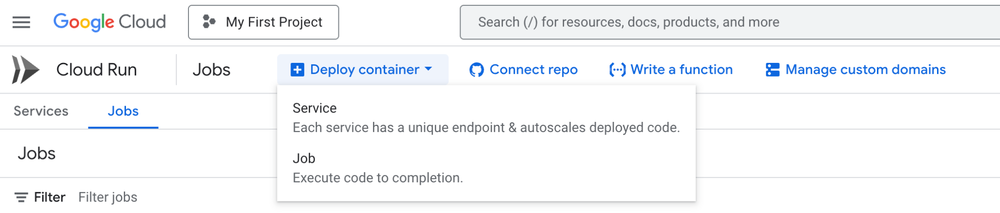 Google Cloud
My First Project
Search (/) for resources, docs, products, and more
Cloud Run
Jobs
Deploy container
Connect repo
Write a function
Manage custom domains
Services
Jobs
Service
Each service has a unique endpoint & autoscales deployed code.
Job
Execute code to completion.
Jobs
Filter
Filter jobs